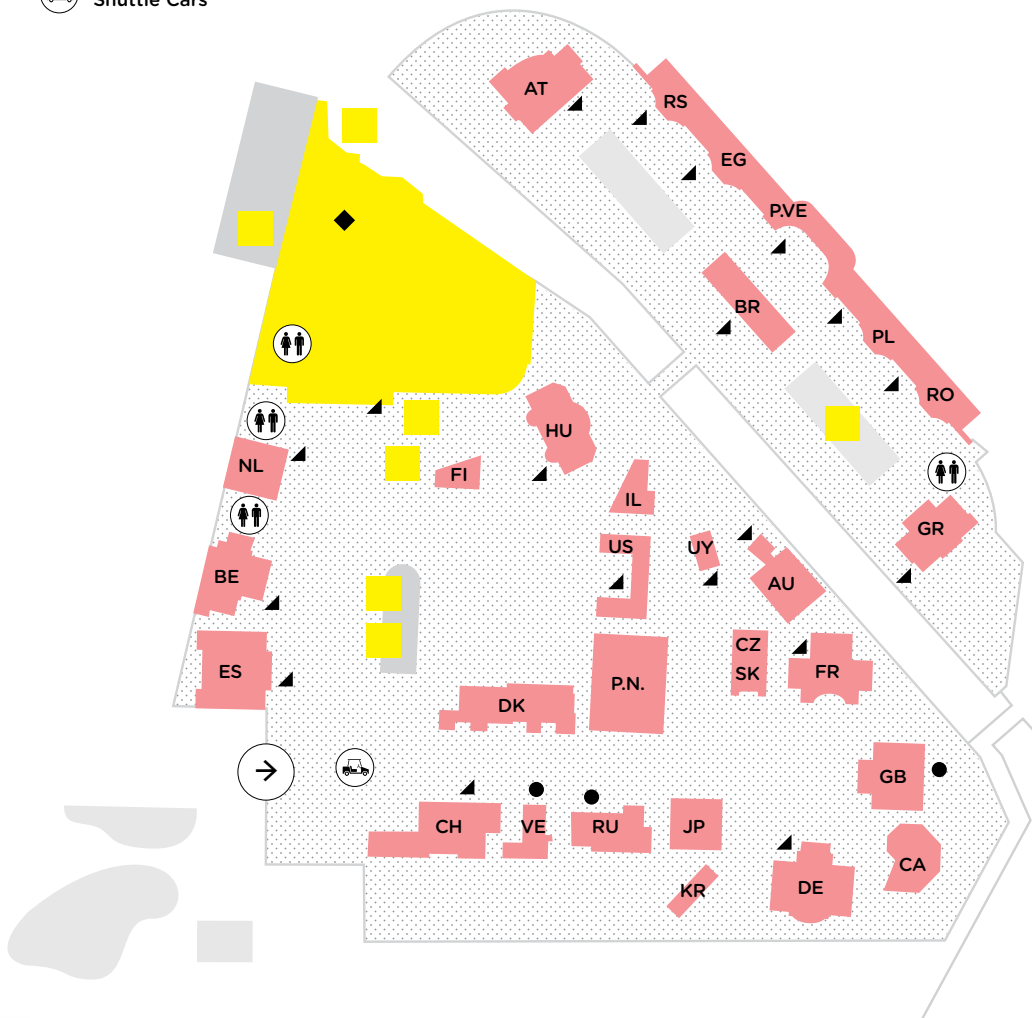 Shuttle Cars
AT
RS
EG
P.VE
BR
PL
RO
HU
NL
FI
IL
GR
US
UY
BE
AU
CZ
SK
ES
FR
P.N.
DK
GB
CH
VE
RU
JP
CA
KR
DE